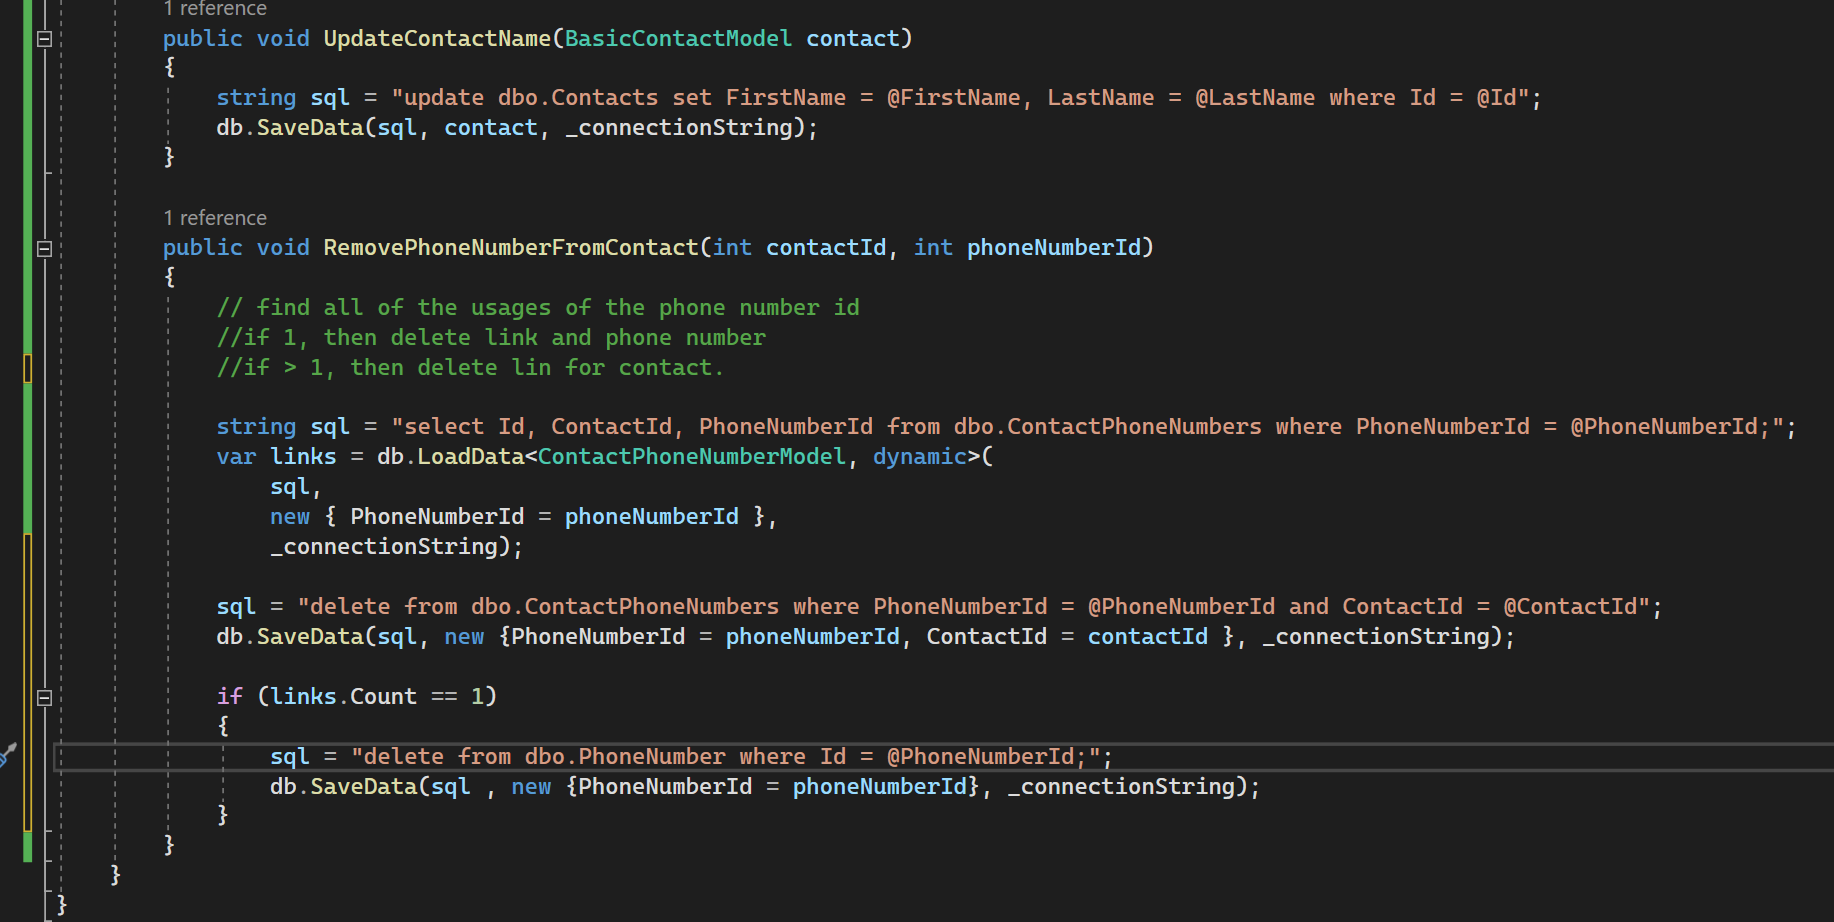 1 reference
public void UpdateContactName(BasicContactModel contact)
{
string sql = "update dbo.Contacts set FirstName = @FirstName, LastName = @LastName where Id = @Id";
db.SaveData(sql, contact, _connectionString);
}
1 reference
public void RemovePhoneNumberFromContact(int contactId, int phoneNumberId)
{
// find all of the usages of the phone number id
//if 1, then delete link and phone number
//if > 1, then delete lin for contact.
string sql = "select Id, ContactId, PhoneNumberId from dbo.ContactPhoneNumbers where PhoneNumberId = @PhoneNumberId;";
var links = db.LoadData<ContactPhoneNumberModel, dynamic>(
sql,
new { PhoneNumberId = phoneNumberId },
_connectionString);
sql = "delete from dbo.ContactPhoneNumbers where PhoneNumberId = @PhoneNumberId and ContactId = @ContactId";
db.SaveData(sql, new {PhoneNumberId = phoneNumberId, ContactId = contactId }, _connectionString);
if (links.Count == 1)
{
sql = "delete from dbo.PhoneNumber where Id = @PhoneNumberId;";
db.SaveData(sql , new {PhoneNumberId = phoneNumberId}, _connectionString);
}
}
}
}